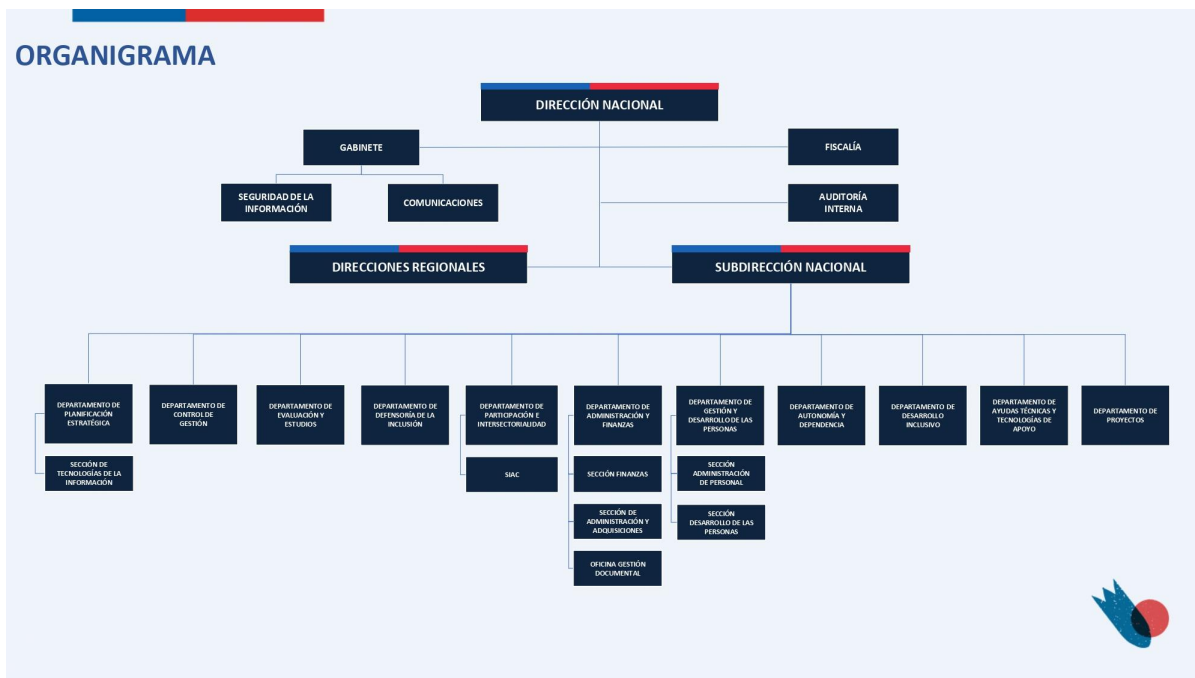 ORGANIGRAMA
DIRECCIÓN NACIONAL
GABINETE
FISCALÍA
SEGURIDAD DE LA
INFORMACIÓN
COMUNICACIONES
AUDITORÍA
INTERNA
DIRECCIONES REGIONALES
SUBDIRECCIÓN NACIONAL
DEPARTAMENTO DE
PLANIFICACIÓN
ESTRATÉGICA
DEPARTAMENTO DE
CONTROL DE
GESTIÓN
DEPARTAMENTO DE
EVALUACIÓN Y
ESTUDIOS
DEPARTAMENTO DE
DEFENSORÍA DE LA
INCLUSIÓN
DEPARTAMENTO DE
PARTICIPACIÓN E
INTERSECTORIALIDAD
DEPARTAMENTO DE
ADMINISTRACIÓN Y
FINANZAS
DEPARTAMENTO DE
GESTIÓN Y
DESARROLLO DE LAS
PERSONAS
DEPARTAMENTO DE
AUTONOMÍA Y
DEPENDENCIA
DEPARTAMENTO DE
DESARROLLO
INCLUSIVO
DEPARTAMENTO DE
AYUDAS TÉCNICAS Y
TECNOLOGÍAS DE
APOYO
DEPARTAMENTO DE
PROYECTOS
SECCIÓN DE
TECNOLOGÍAS DE LA
INFORMACIÓN
SIAC
SECCIÓN FINANZAS
SECCIÓN
ADMINISTRACIÓN
DE PERSONAL
SECCIÓN DE
ADMINISTRACIÓN Y
ADQUISICIONES
SECCIÓN
DESARROLLO DE LAS
PERSONAS
OFICINA GESTIÓN
DOCUMENTAL